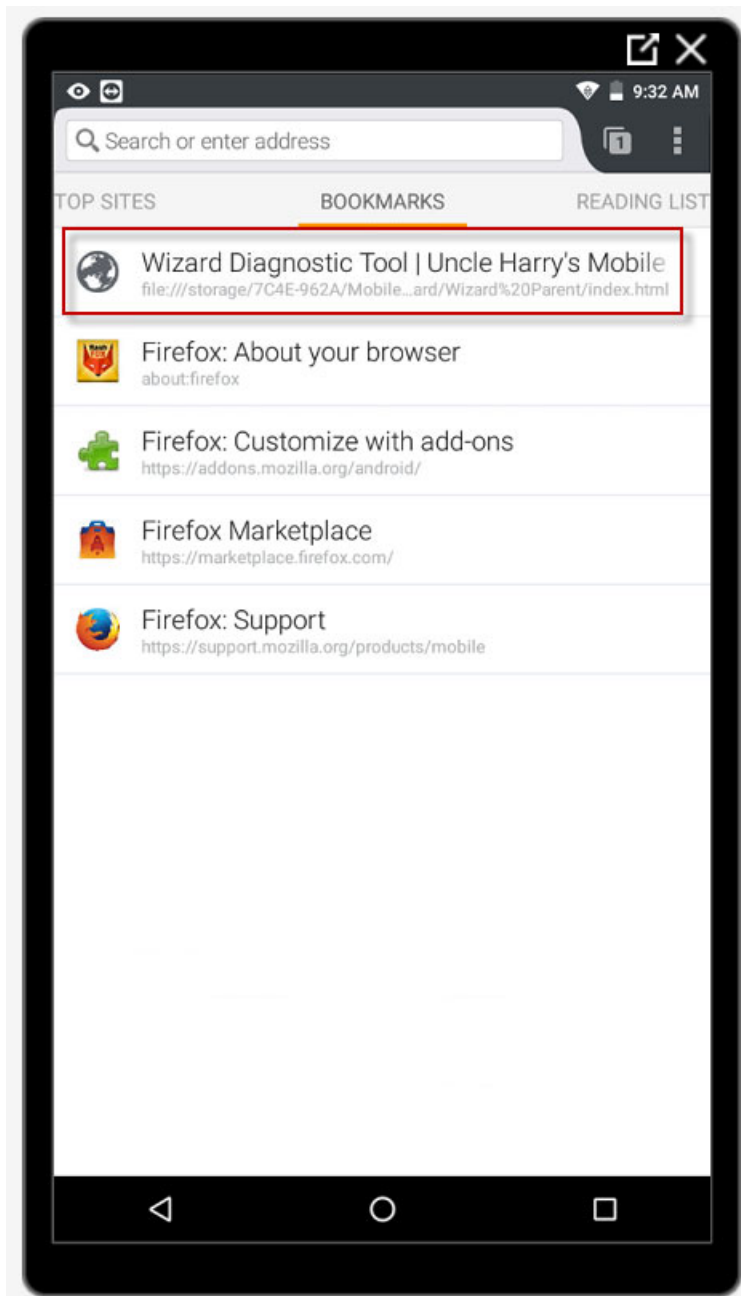 9:32 AM
Search or enter address
1
TOP SITES BOOKMARKS READING LIST
Wizard Diagnostic Tool | Uncle Harry's Mobile
file:///storage/7C4E-962A/Mobile...ard/Wizard%20Parent/index.html
Firefox: About your browser
about:firefox
Firefox: Customize with add-ons
https://addons.mozilla.org/android/
Firefox Marketplace
https://marketplace.firefox.com/
Firefox: Support
https://support.mozilla.org/products/mobile